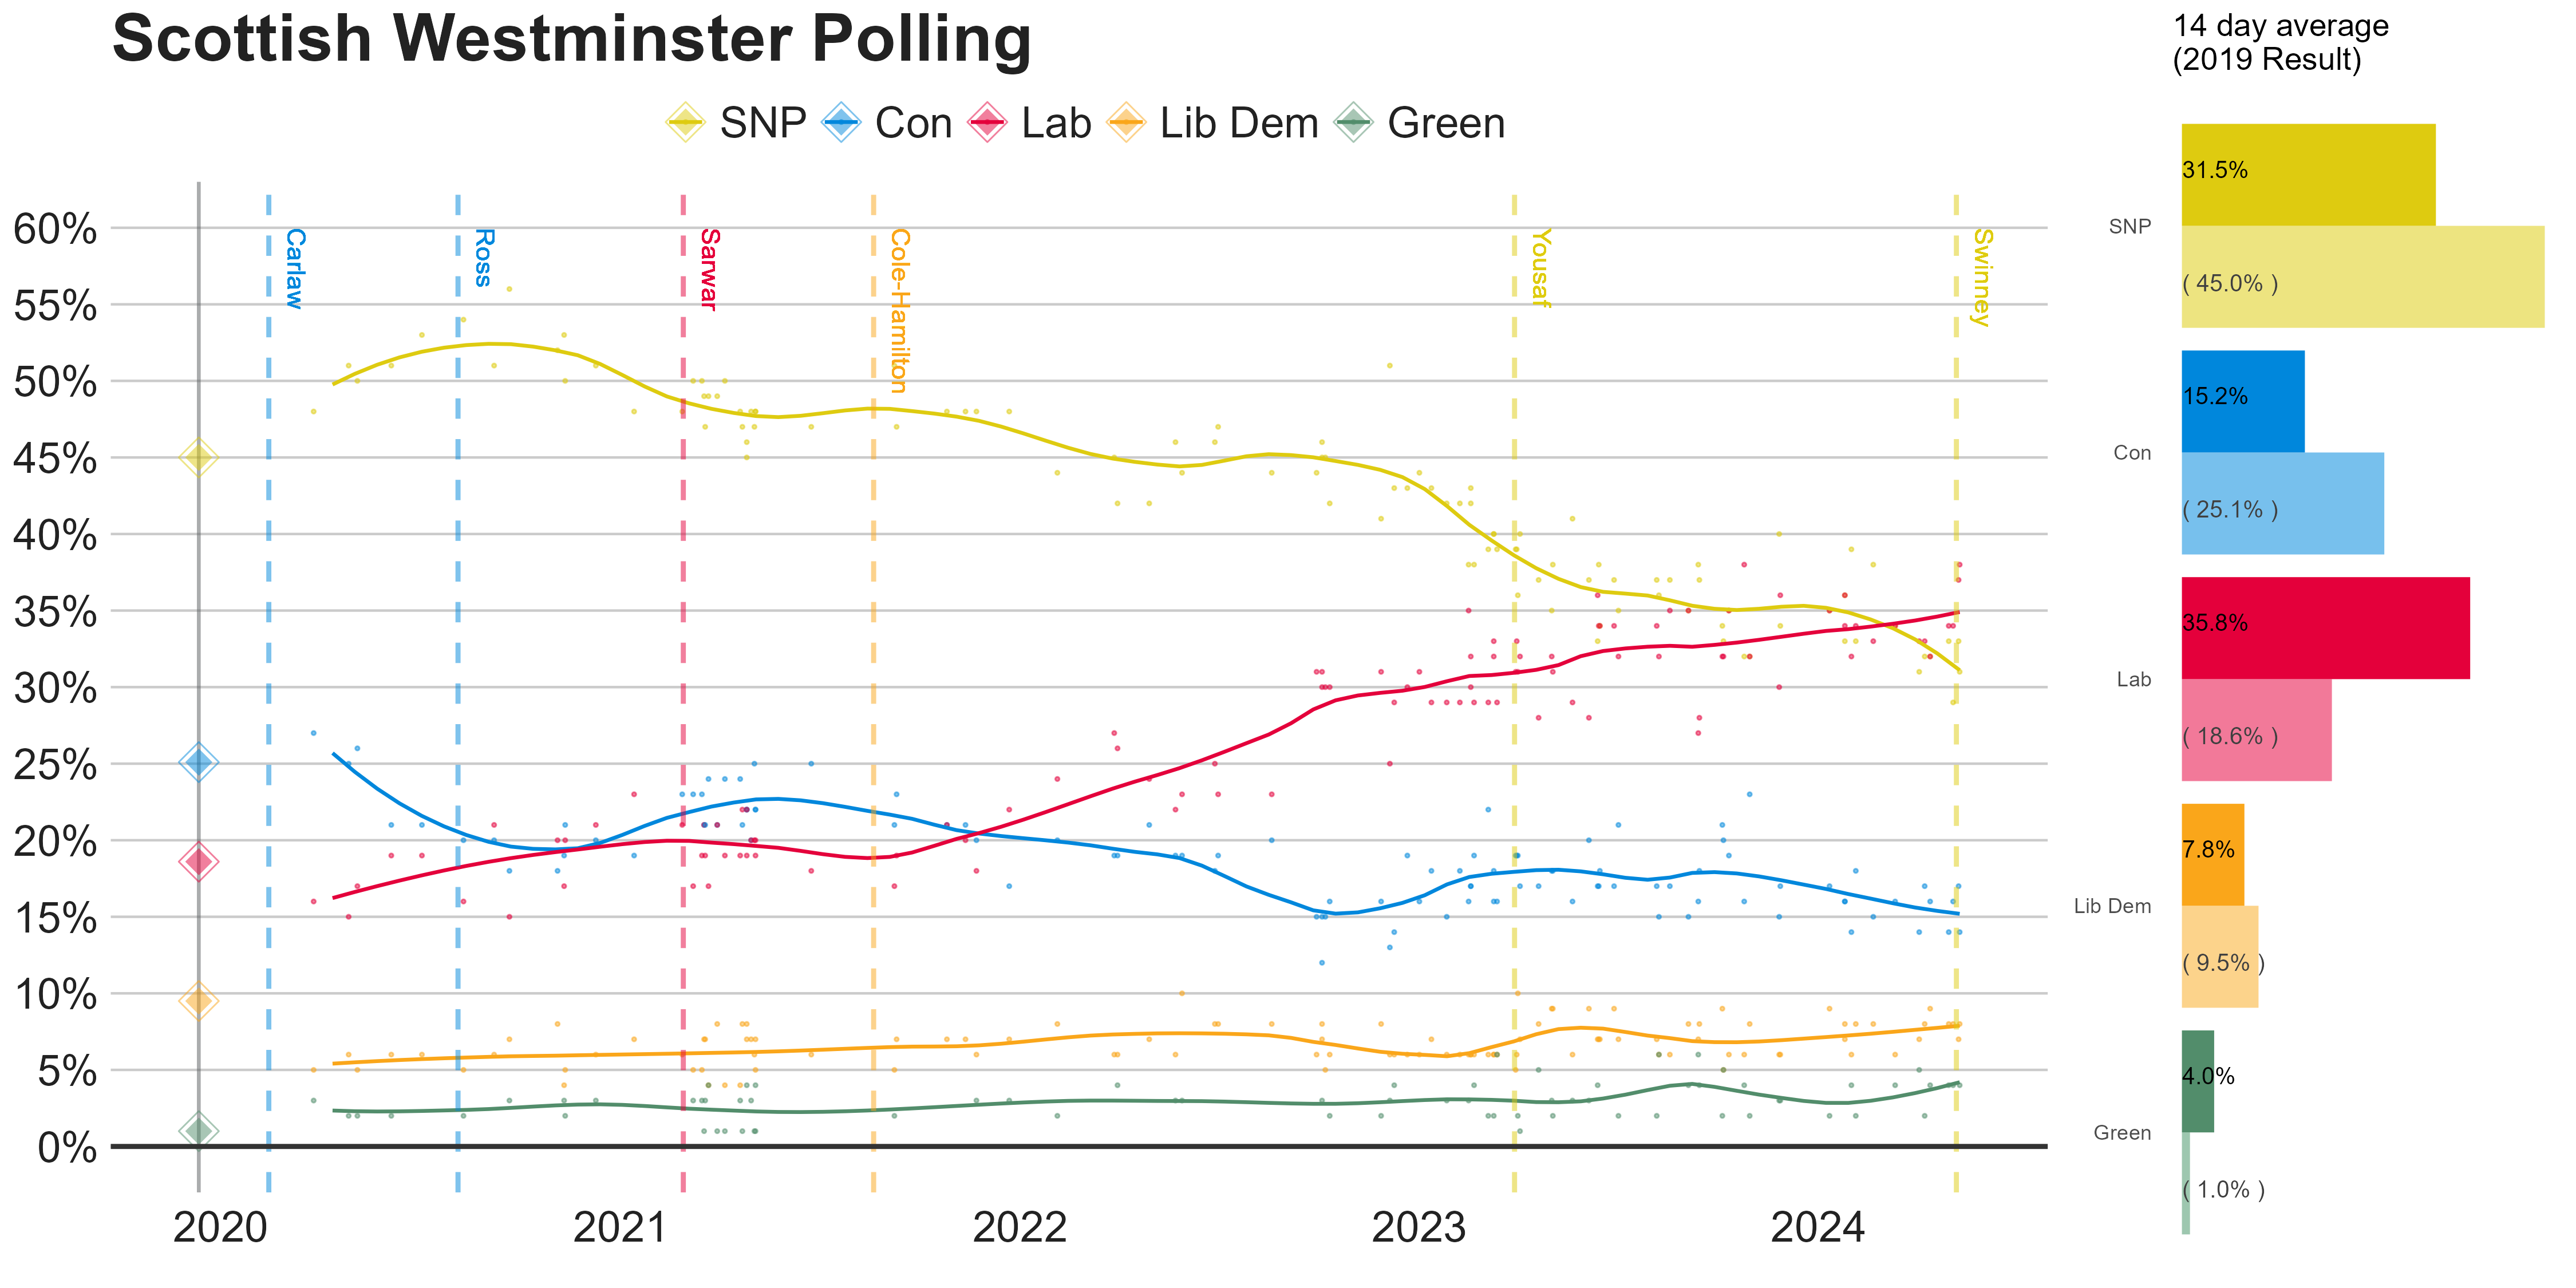 Scottish Westminster Polling
14 day average
(2019 Result)
SNP Con Lab Lib Dem Green
60%
55%
50%
45%
40%
35%
30%
25%
20%
15%
10%
5%
0%
Carlaw
Ross
Sarwar
Cole-Hamilton
Yousaf
Swinney
2020 2021 2022 2023 2024
SNP
31.5%
( 45.0% )
Con
15.2%
( 25.1% )
Lab
35.8%
( 18.6% )
Lib Dem
7.8%
( 9.5% )
Green
4.0%
( 1.0% )